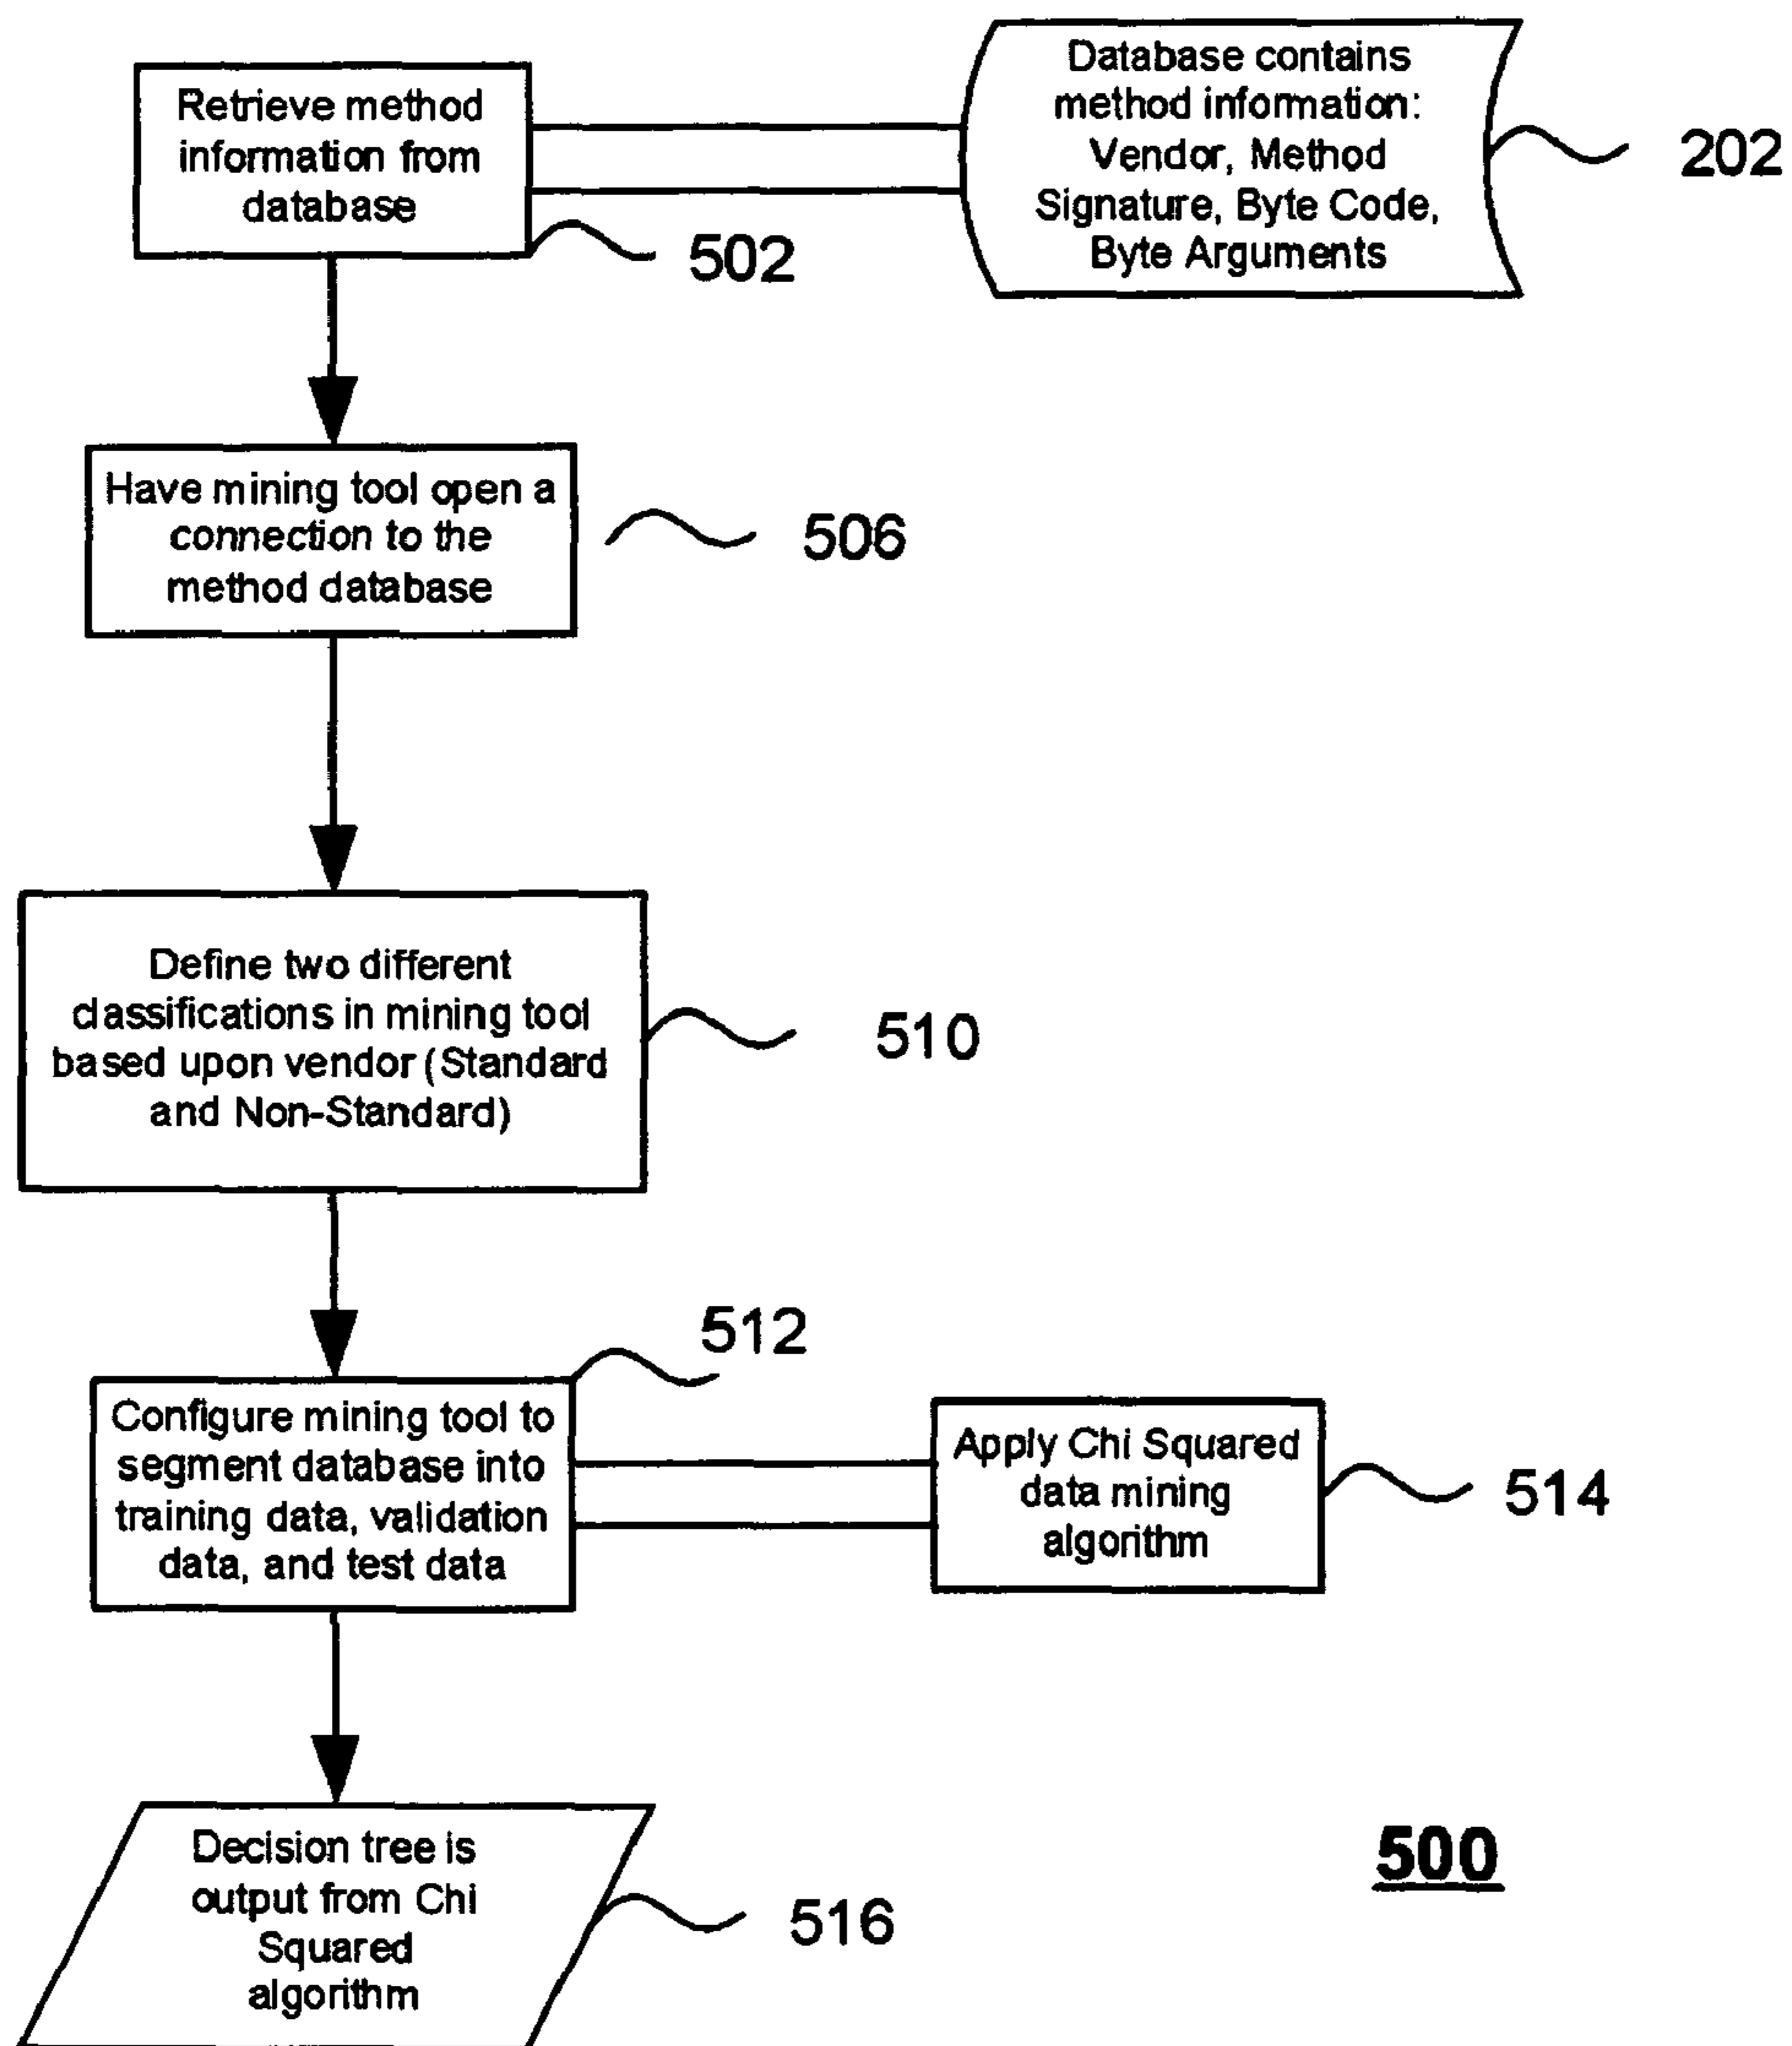 Retrieve method
information from
database
502
Database contains
method information:
Vendor, Method
Signature, Byte Code,
Byte Arguments
202
Have mining tool open a
connection to the
method database
506
Define two different
classifications in mining tool
based upon vendor (Standard
and Non-Standard)
510
512
Configure mining tool to
segment database into
training data, validation
data, and test data
Apply Chi Squared
data mining
algorithm
514
Decision tree is
output from Chi
Squared
algorithm
516
500